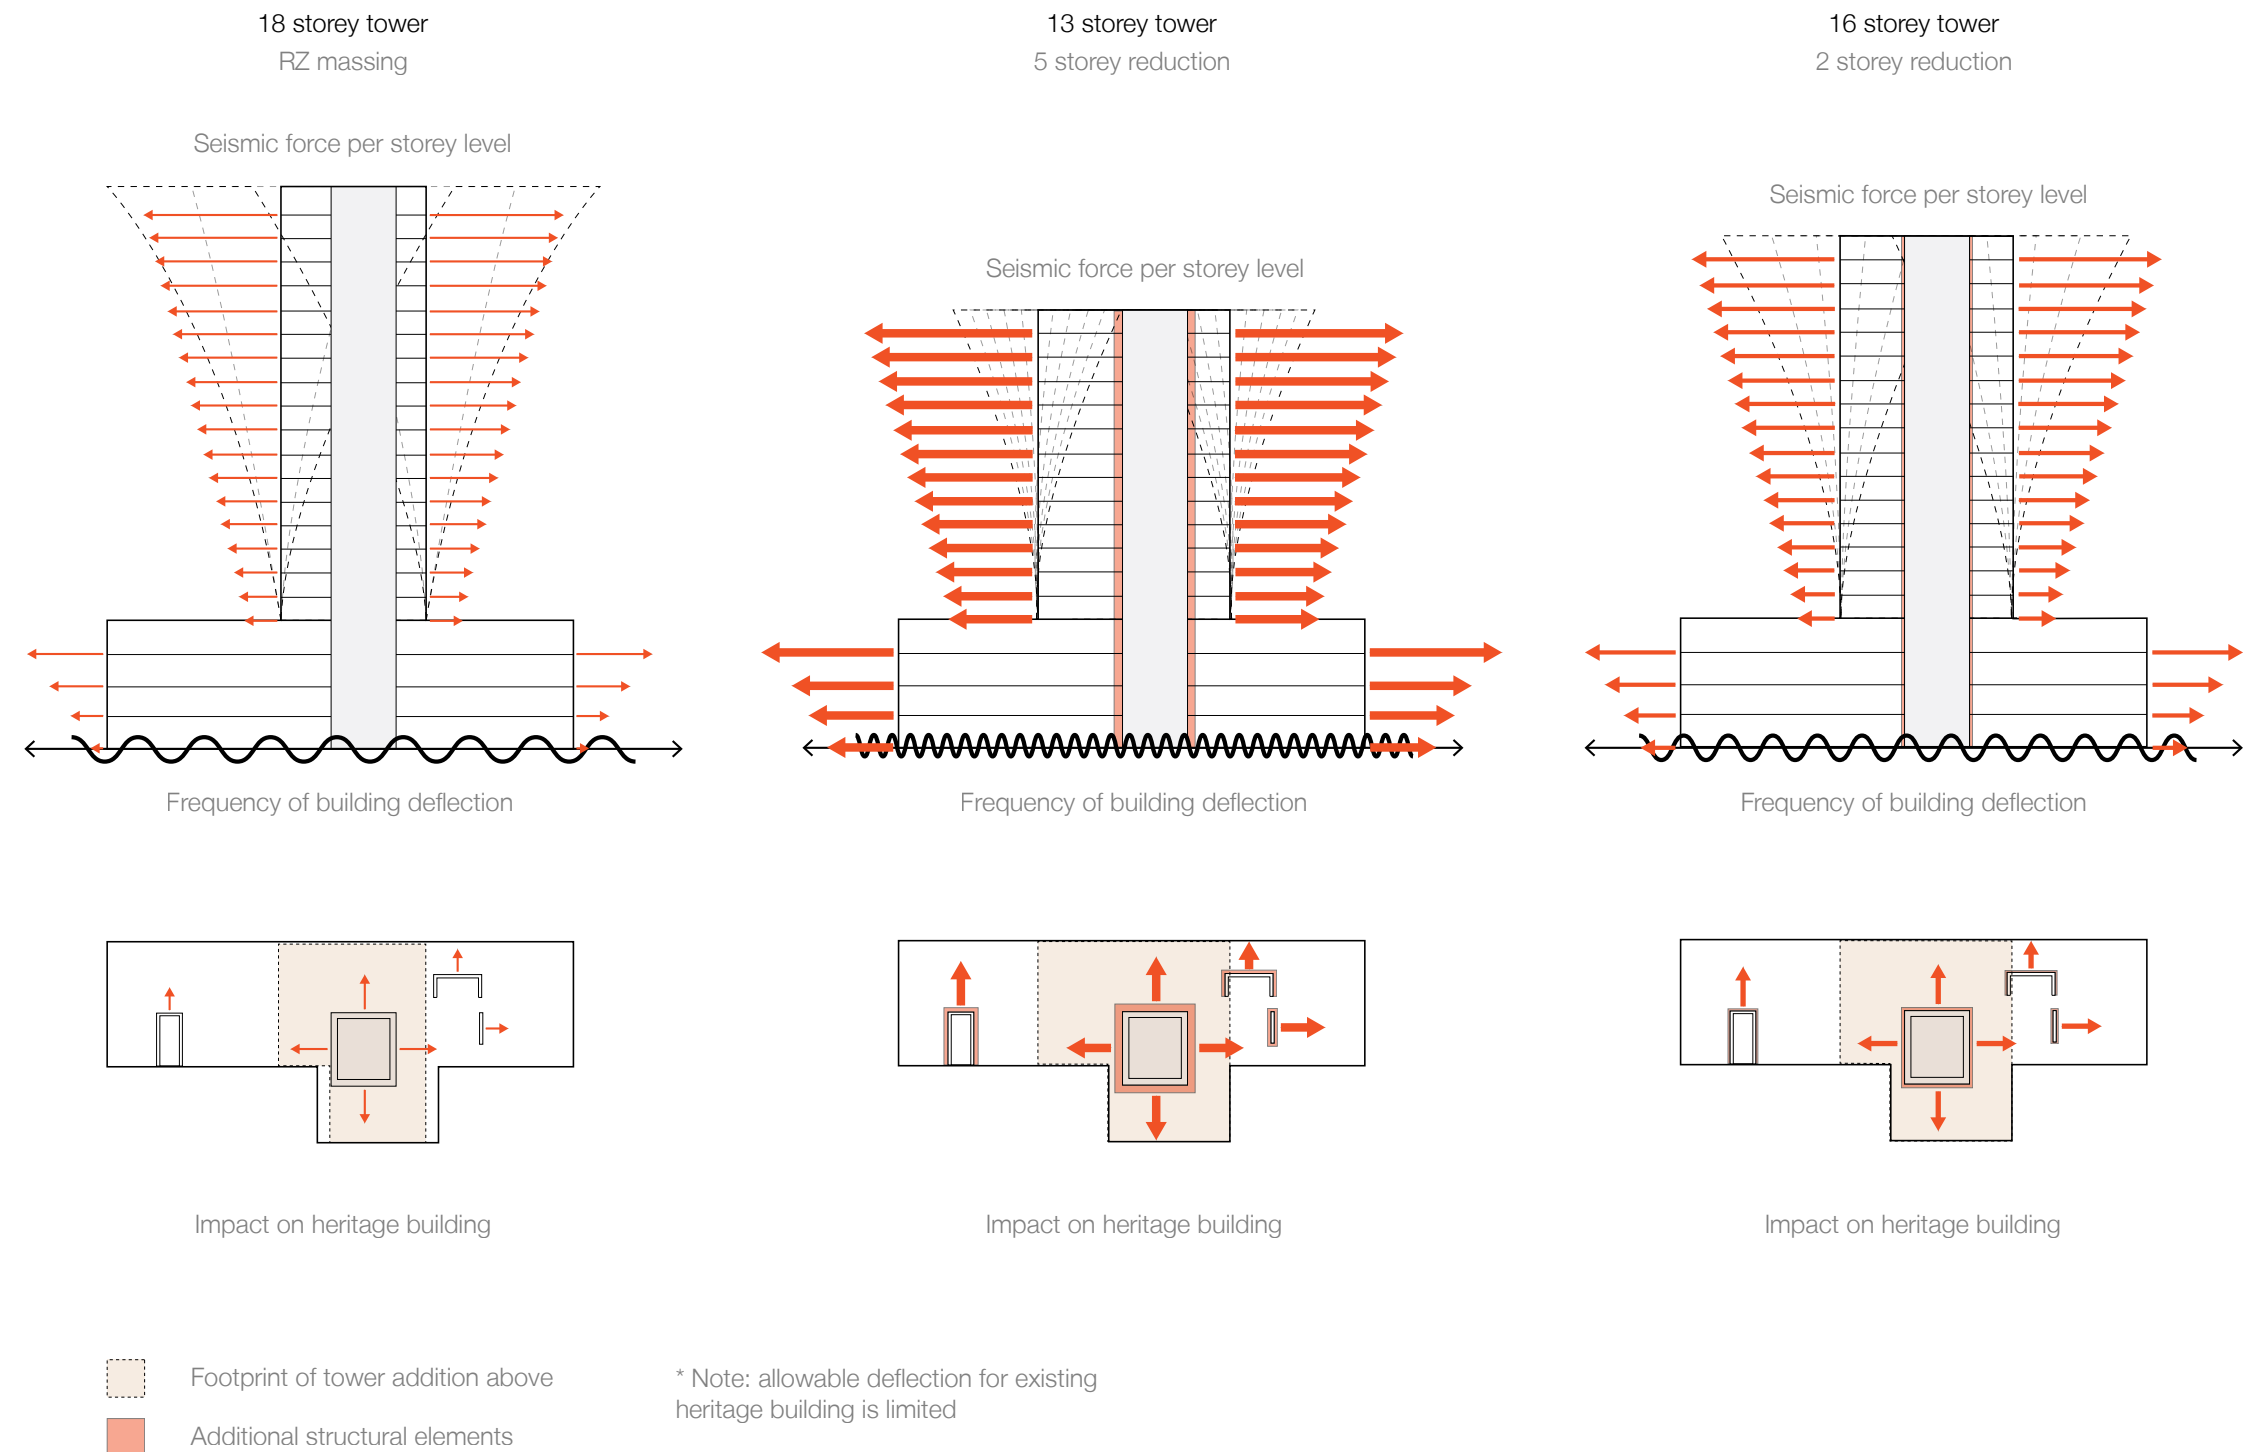 18 storey tower
RZ massing
Seismic force per storey level
Frequency of building deflection
Impact on heritage building
13 storey tower
5 storey reduction
Seismic force per storey level
Frequency of building deflection
Impact on heritage building
16 storey tower
2 storey reduction
Seismic force per storey level
Frequency of building deflection
Impact on heritage building
Footprint of tower addition above
Additional structural elements
* Note: allowable deflection for existing
heritage building is limited